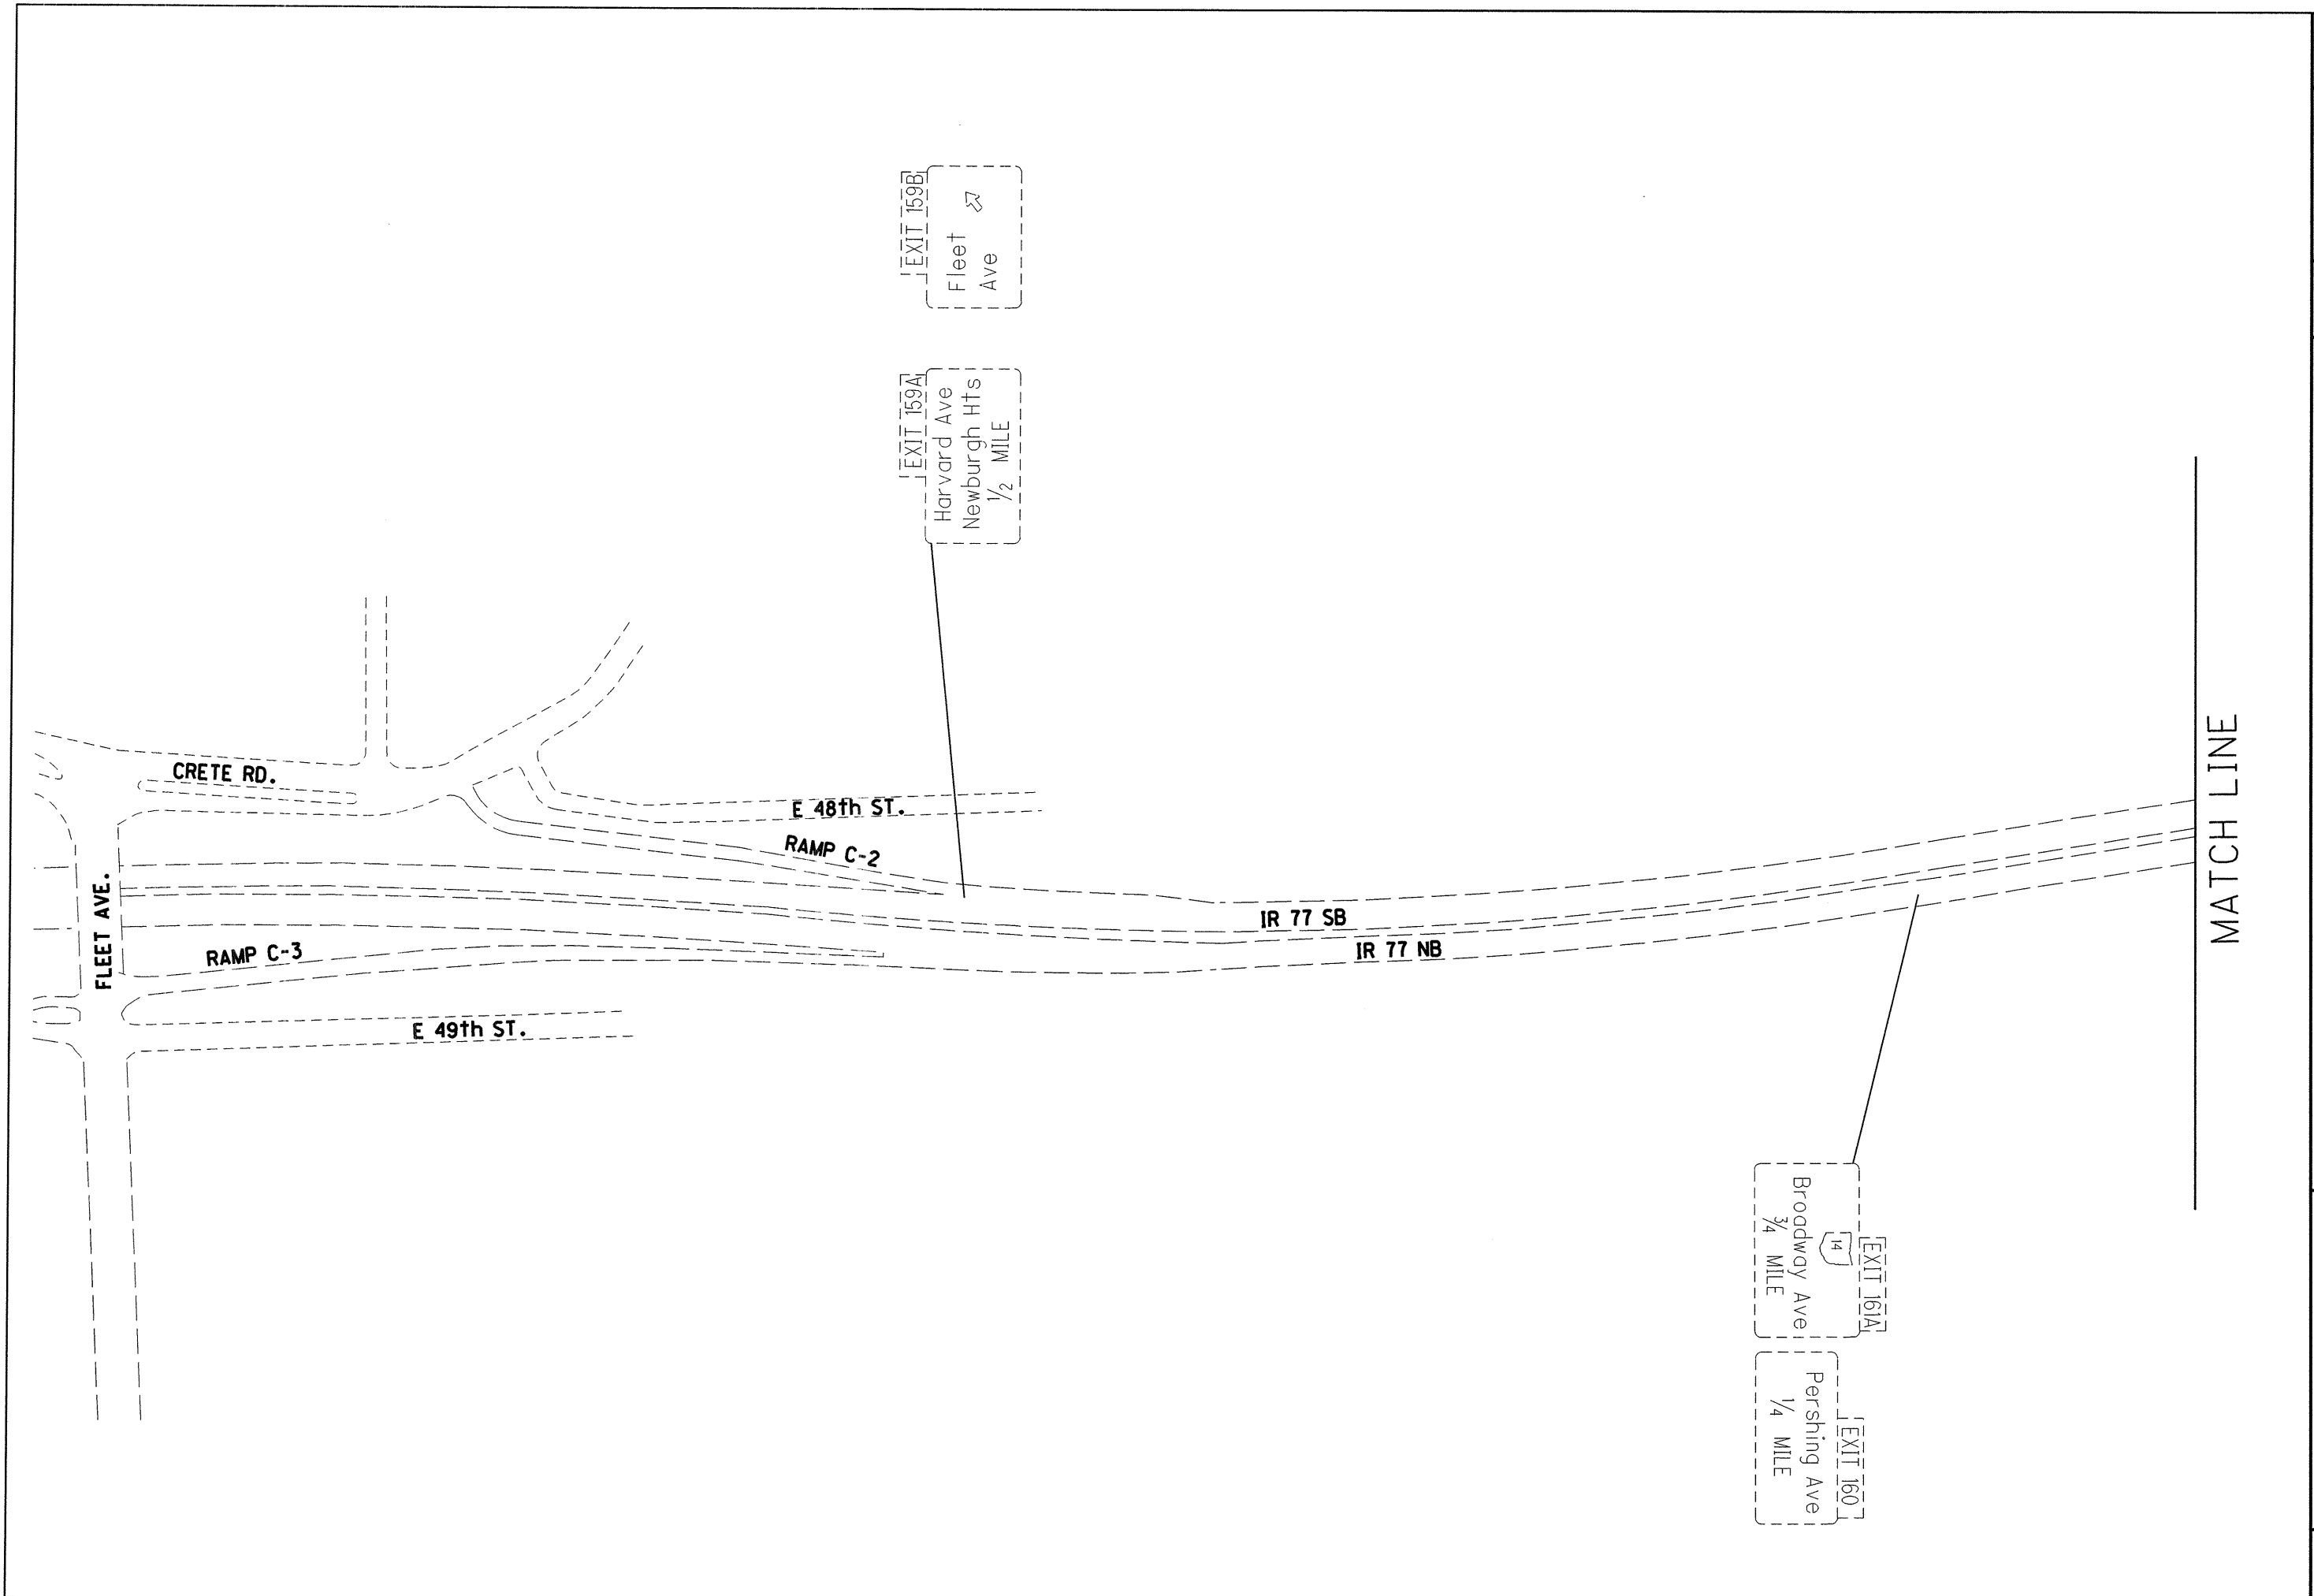 EXIT 159B
Fleet
Ave
EXIT 159A
Harvard Ave
Newburgh Hts
1/2 MILE
CRETE RD.
E 48th ST.
RAMP C-2
FLEET AVE.
RAMP C-3
E 49th ST.
IR 77 SB
IR 77 NB
MATCH LINE
EXIT 161A
14
Broadway Ave
3/4 MILE
EXIT 160
Pershing Ave
1/4 MILE